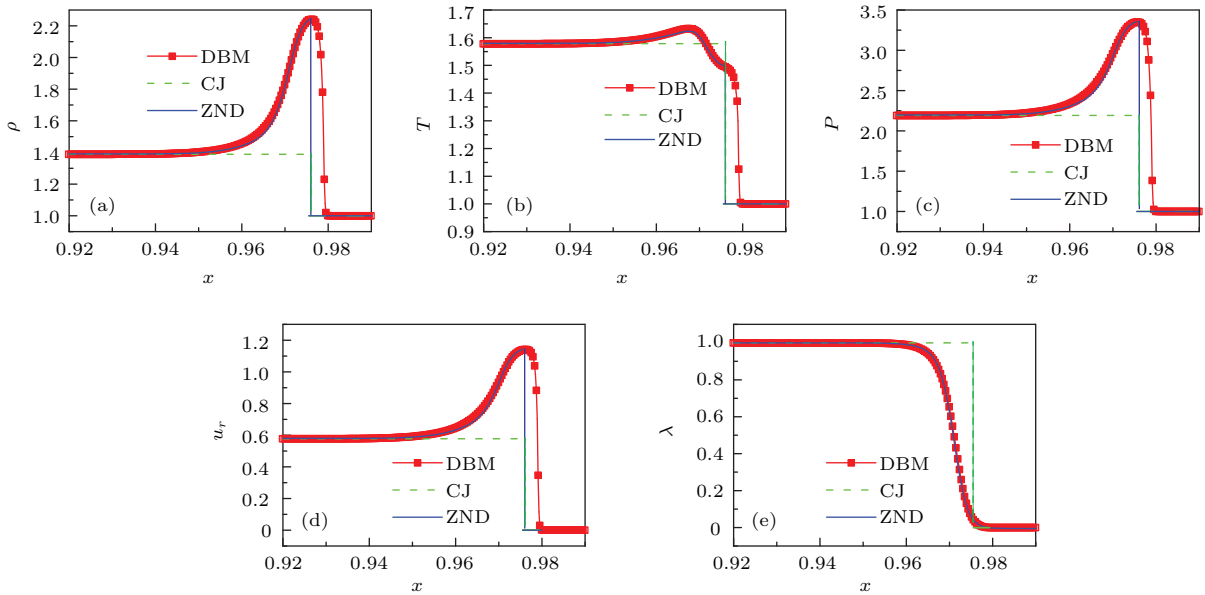 ρ
2.2
2.0
1.8
1.6
1.4
1.2
1.0
DBM
CJ
ZND
(a)
0.92 0.94 0.96 0.98
x
T
1.7
1.6
1.5
1.4
1.3
1.2
1.1
1.0
0.9
DBM
CJ
ZND
(b)
0.92 0.94 0.96 0.98
x
P
3.5
3.0
2.5
2.0
1.5
1.0
DBM
CJ
ZND
(c)
0.92 0.94 0.96 0.98
x
u_r
1.2
1.0
0.8
0.6
0.4
0.2
0
DBM
CJ
ZND
(d)
0.92 0.94 0.96 0.98
x
λ
1.0
0.8
0.6
0.4
0.2
0
DBM
CJ
ZND
(e)
0.92 0.94 0.96 0.98
x